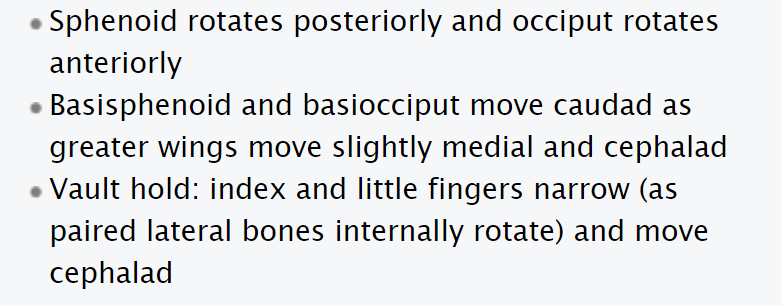 Sphenoid rotates posteriorly and occiput rotates
anteriorly
Basisphenoid and basiocciput move caudad as
greater wings move slightly medial and cephalad
Vault hold: index and little fingers narrow (as
paired lateral bones internally rotate) and move
cephalad